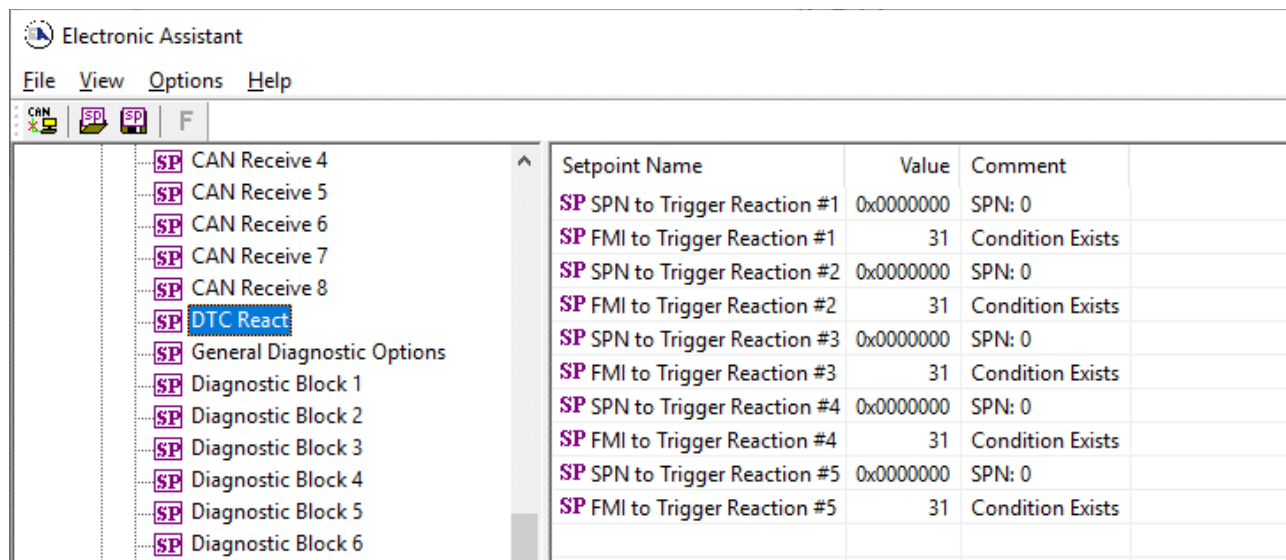 Electronic Assistant
File View Options Help
CAN SP SP F
SP CAN Receive 4
SP CAN Receive 5
SP CAN Receive 6
SP CAN Receive 7
SP CAN Receive 8
SP DTC React
SP General Diagnostic Options
SP Diagnostic Block 1
SP Diagnostic Block 2
SP Diagnostic Block 3
SP Diagnostic Block 4
SP Diagnostic Block 5
SP Diagnostic Block 6
Setpoint Name Value Comment
SP SPN to Trigger Reaction #1 0x0000000 SPN: 0
SP FMI to Trigger Reaction #1 31 Condition Exists
SP SPN to Trigger Reaction #2 0x0000000 SPN: 0
SP FMI to Trigger Reaction #2 31 Condition Exists
SP SPN to Trigger Reaction #3 0x0000000 SPN: 0
SP FMI to Trigger Reaction #3 31 Condition Exists
SP SPN to Trigger Reaction #4 0x0000000 SPN: 0
SP FMI to Trigger Reaction #4 31 Condition Exists
SP SPN to Trigger Reaction #5 0x0000000 SPN: 0
SP FMI to Trigger Reaction #5 31 Condition Exists